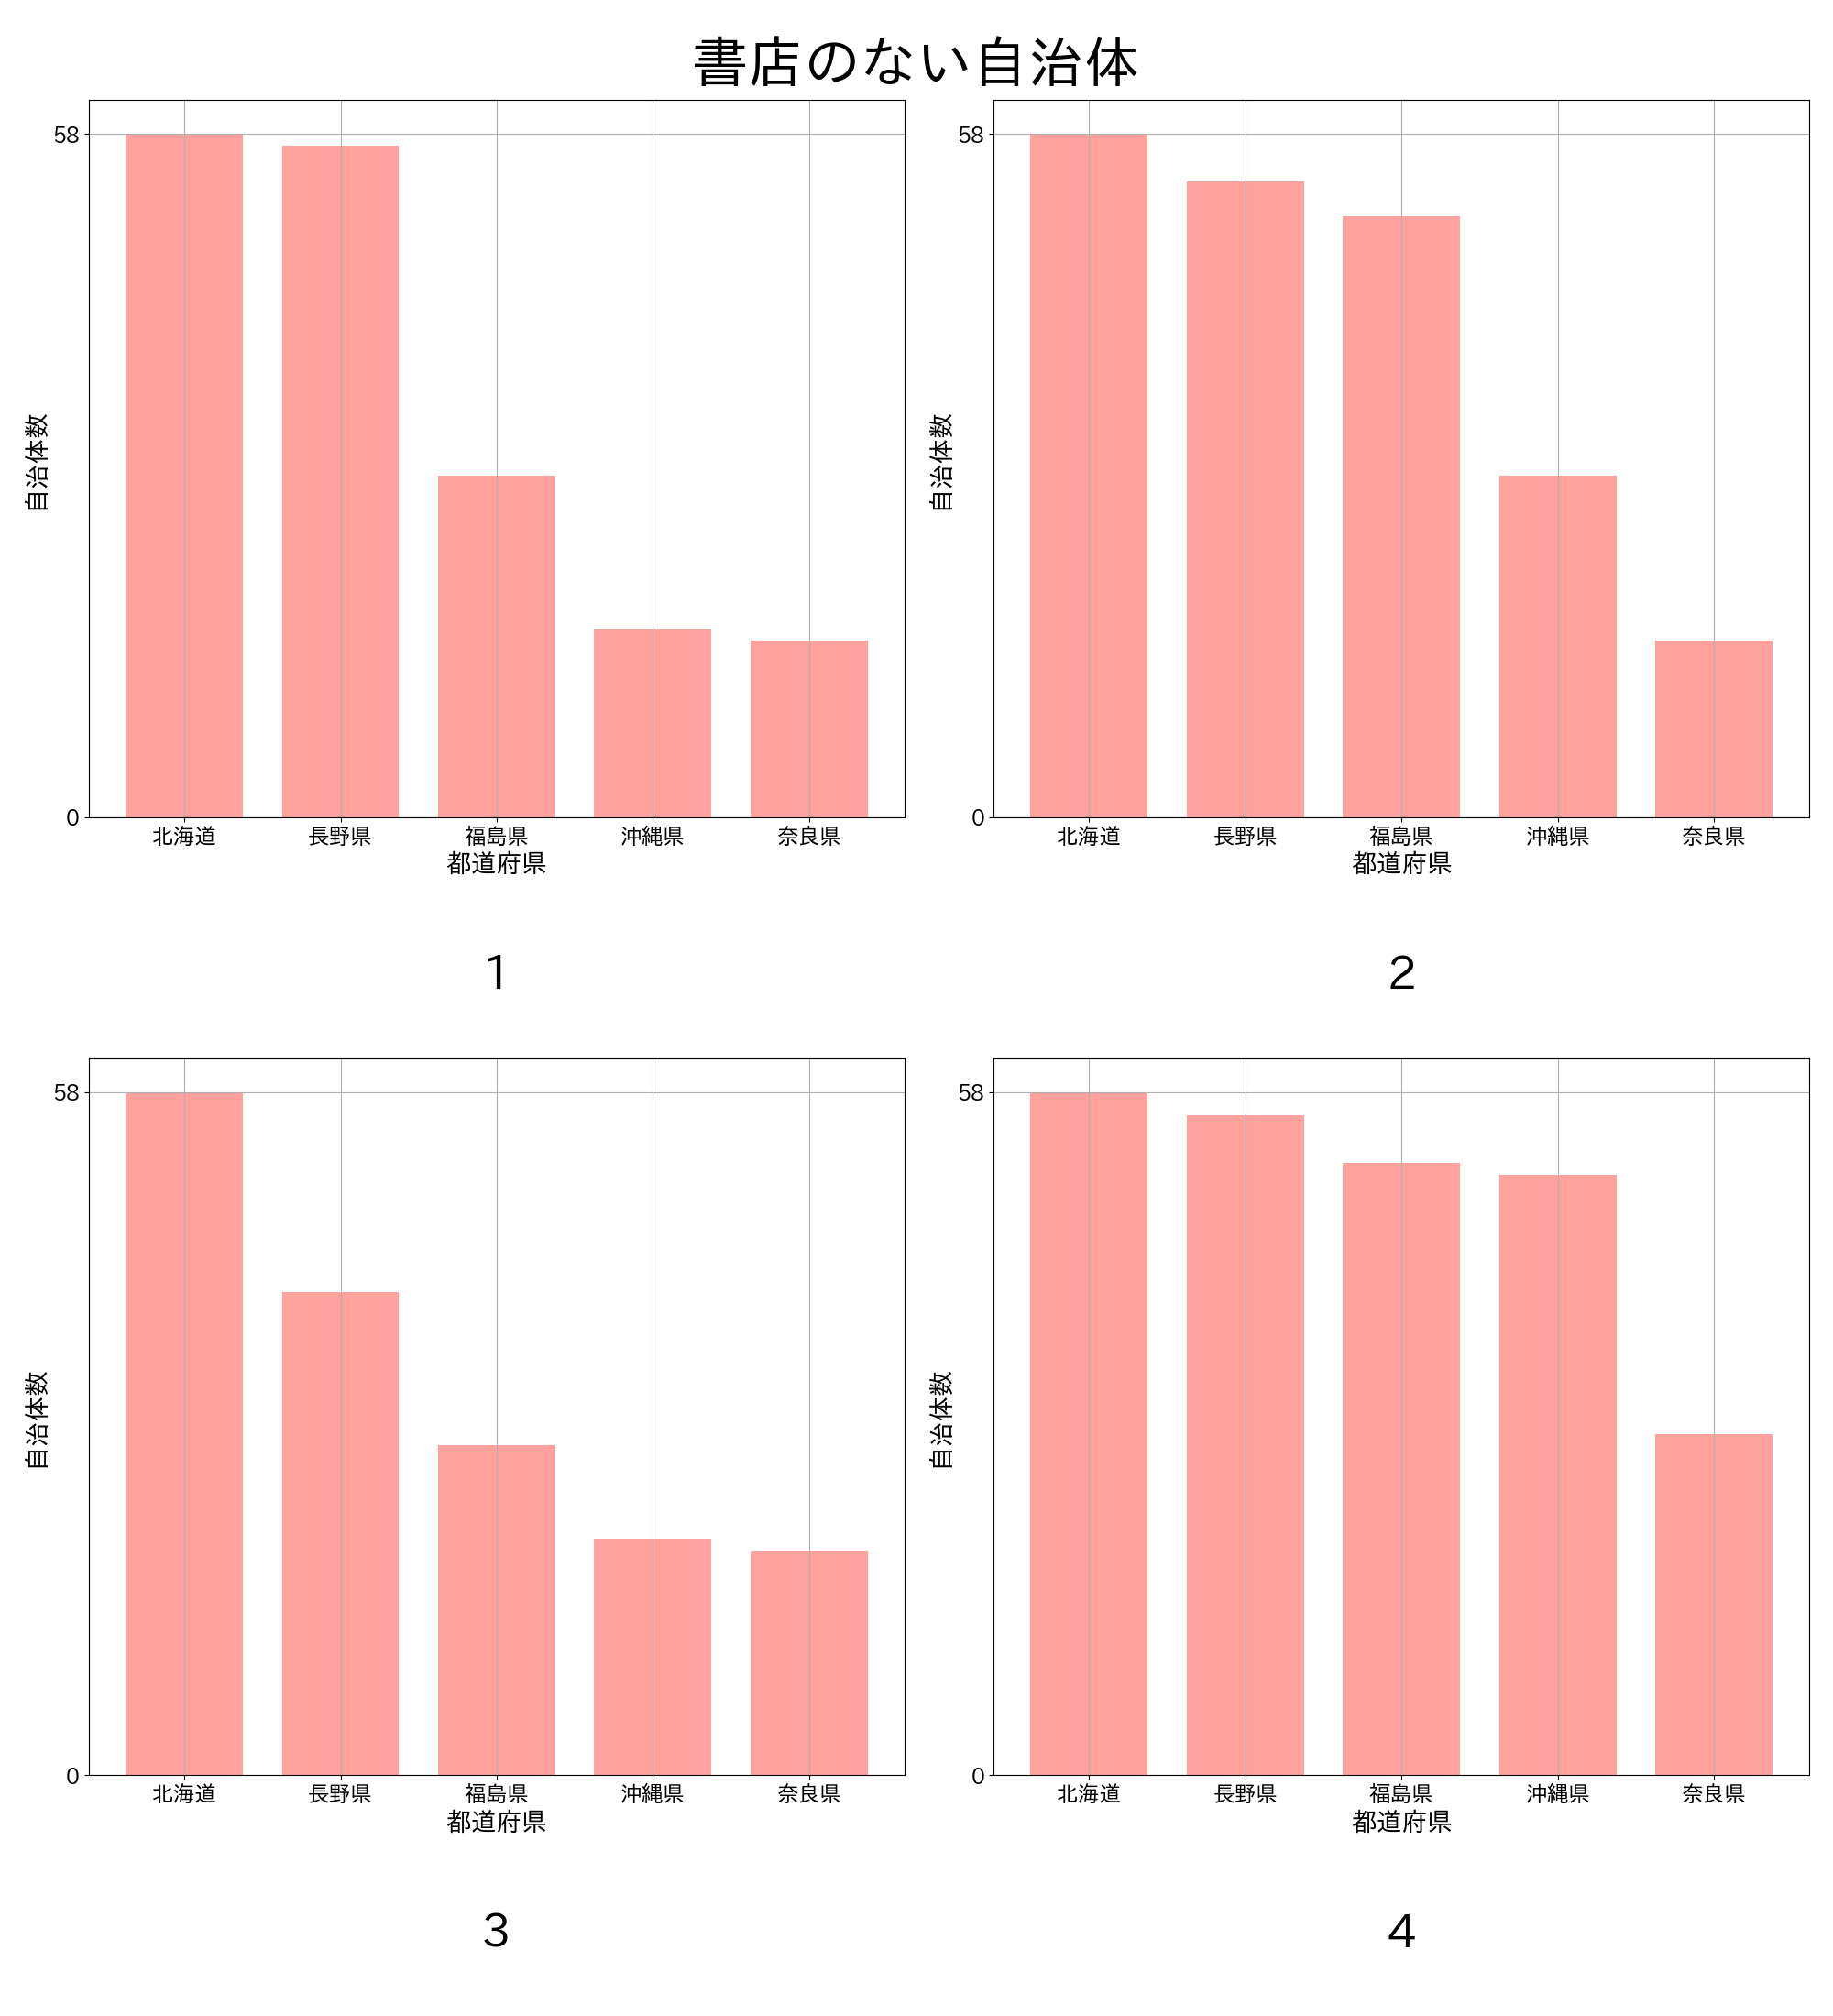 書店のない自治体
58
0
自治体数
北海道 長野県 福島県 沖縄県 奈良県
都道府県
1
58
0
自治体数
北海道 長野県 福島県 沖縄県 奈良県
都道府県
2
58
0
自治体数
北海道 長野県 福島県 沖縄県 奈良県
都道府県
3
58
0
自治体数
北海道 長野県 福島県 沖縄県 奈良県
都道府県
4